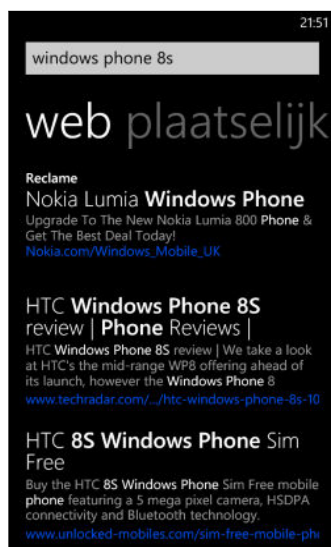 21:51
windows phone 8s
web plaatselijk
Reclame
Nokia Lumia Windows Phone
Upgrade To The New Nokia Lumia 800 Phone &
Get The Best Deal Today!
Nokia.com/Windows_Mobile_UK
HTC Windows Phone 8S
review | Phone Reviews |
HTC Windows Phone 8S review | We take a look
at HTC's the mid-range WP8 offering ahead of
its launch, however the Windows Phone 8
www.techradar.com/.../htc-windows-phone-8s-10
HTC 8S Windows Phone Sim
Free
Buy the HTC 8S Windows Phone Sim Free mobile
phone featuring a 5 mega pixel camera, HSDPA
connectivity and Bluetooth technology.
www.unlocked-mobiles.com/sim-free-mobile-pho